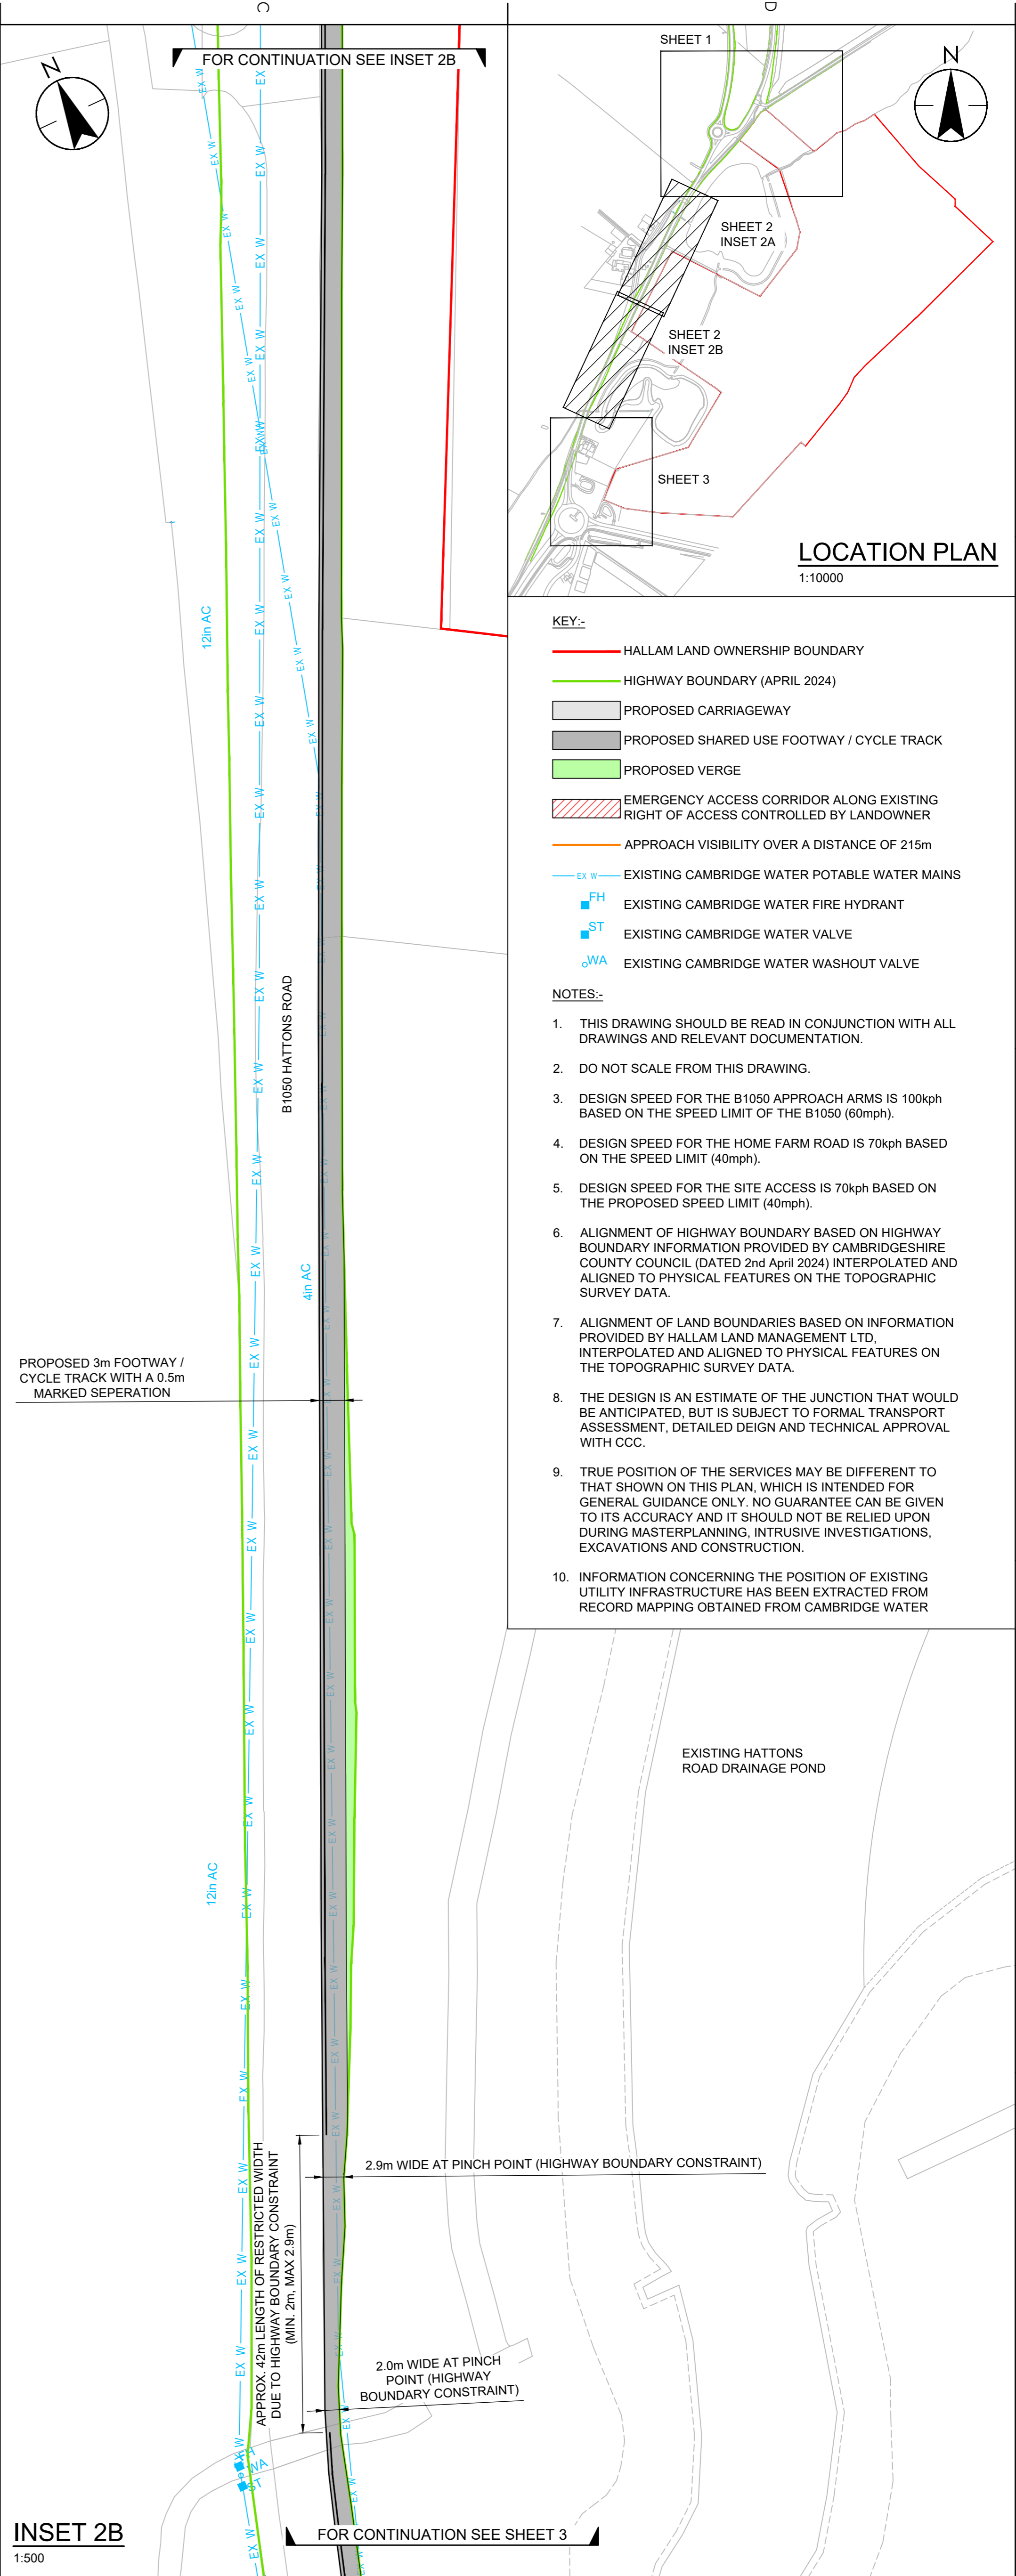 C
D
FOR CONTINUATION SEE INSET 2B
N
12in AC
B1050 HATTONS ROAD
4in AC
PROPOSED 3m FOOTWAY /
CYCLE TRACK WITH A 0.5m
MARKED SEPERATION
12in AC
APPROX. 42m LENGTH OF RESTRICTED WIDTH
DUE TO HIGHWAY BOUNDARY CONSTRAINT
(MIN. 2m, MAX 2.9m)
2.9m WIDE AT PINCH POINT (HIGHWAY BOUNDARY CONSTRAINT)
2.0m WIDE AT PINCH
POINT (HIGHWAY
BOUNDARY CONSTRAINT)
FH
WA
ST
EX W
FOR CONTINUATION SEE SHEET 3
INSET 2B
1:500
SHEET 1
N
SHEET 2
INSET 2A
SHEET 2
INSET 2B
SHEET 3
LOCATION PLAN
1:10000
KEY:-
HALLAM LAND OWNERSHIP BOUNDARY
HIGHWAY BOUNDARY (APRIL 2024)
PROPOSED CARRIAGEWAY
PROPOSED SHARED USE FOOTWAY / CYCLE TRACK
PROPOSED VERGE
EMERGENCY ACCESS CORRIDOR ALONG EXISTING
RIGHT OF ACCESS CONTROLLED BY LANDOWNER
APPROACH VISIBILITY OVER A DISTANCE OF 215m
EX W EXISTING CAMBRIDGE WATER POTABLE WATER MAINS
FH EXISTING CAMBRIDGE WATER FIRE HYDRANT
ST EXISTING CAMBRIDGE WATER VALVE
WA EXISTING CAMBRIDGE WATER WASHOUT VALVE
NOTES:-
1. THIS DRAWING SHOULD BE READ IN CONJUNCTION WITH ALL
DRAWINGS AND RELEVANT DOCUMENTATION.
2. DO NOT SCALE FROM THIS DRAWING.
3. DESIGN SPEED FOR THE B1050 APPROACH ARMS IS 100kph
BASED ON THE SPEED LIMIT OF THE B1050 (60mph).
4. DESIGN SPEED FOR THE HOME FARM ROAD IS 70kph BASED
ON THE SPEED LIMIT (40mph).
5. DESIGN SPEED FOR THE SITE ACCESS IS 70kph BASED ON
THE PROPOSED SPEED LIMIT (40mph).
6. ALIGNMENT OF HIGHWAY BOUNDARY BASED ON HIGHWAY
BOUNDARY INFORMATION PROVIDED BY CAMBRIDGESHIRE
COUNTY COUNCIL (DATED 2nd April 2024) INTERPOLATED AND
ALIGNED TO PHYSICAL FEATURES ON THE TOPOGRAPHIC
SURVEY DATA.
7. ALIGNMENT OF LAND BOUNDARIES BASED ON INFORMATION
PROVIDED BY HALLAM LAND MANAGEMENT LTD,
INTERPOLATED AND ALIGNED TO PHYSICAL FEATURES ON
THE TOPOGRAPHIC SURVEY DATA.
8. THE DESIGN IS AN ESTIMATE OF THE JUNCTION THAT WOULD
BE ANTICIPATED, BUT IS SUBJECT TO FORMAL TRANSPORT
ASSESSMENT, DETAILED DEIGN AND TECHNICAL APPROVAL
WITH CCC.
9. TRUE POSITION OF THE SERVICES MAY BE DIFFERENT TO
THAT SHOWN ON THIS PLAN, WHICH IS INTENDED FOR
GENERAL GUIDANCE ONLY. NO GUARANTEE CAN BE GIVEN
TO ITS ACCURACY AND IT SHOULD NOT BE RELIED UPON
DURING MASTERPLANNING, INTRUSIVE INVESTIGATIONS,
EXCAVATIONS AND CONSTRUCTION.
10. INFORMATION CONCERNING THE POSITION OF EXISTING
UTILITY INFRASTRUCTURE HAS BEEN EXTRACTED FROM
RECORD MAPPING OBTAINED FROM CAMBRIDGE WATER
EXISTING HATTONS
ROAD DRAINAGE POND